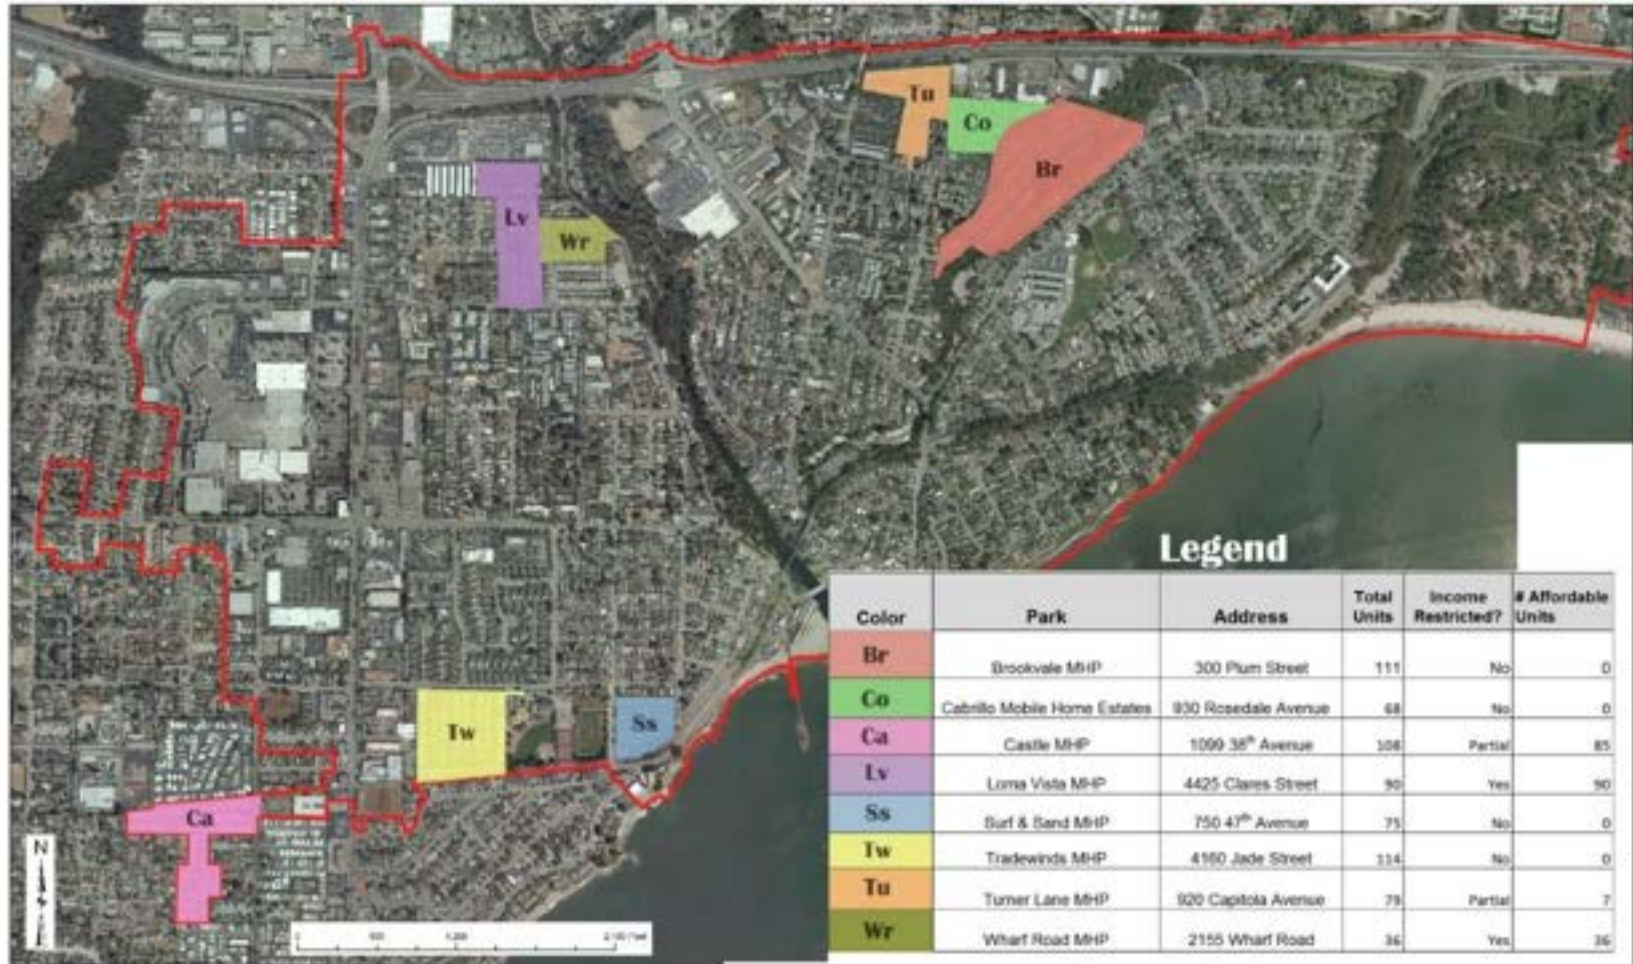 Tu
Co
Br
Lv
Wr
Legend
Color Park Address Total Units Income Restricted? # Affordable Units
Br Brookvale MHP 300 Plum Street 111 No 0
Co Cabrillo Mobile Home Estates 930 Rosedale Avenue 68 No 0
Ca Castle MHP 1099 38th Avenue 108 Partial 85
Lv Loma Vista MHP 4425 Clares Street 90 Yes 90
Ss Surf & Sand MHP 750 47th Avenue 75 No 0
Tw Tradewinds MHP 4160 Jade Street 114 No 0
Tu Turner Lane MHP 920 Capitola Avenue 79 Partial 7
Wr Wharf Road MHP 2155 Wharf Road 36 Yes 36
Ss
Tw
Ca
N
0